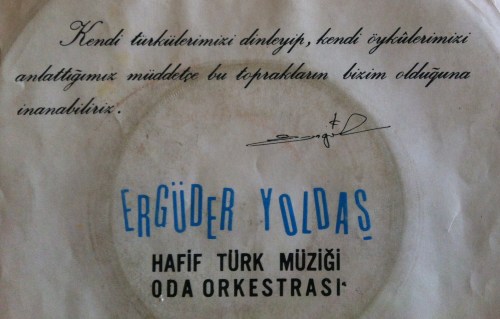 Kendi türkülerimizi dinleyip, kendi öykülerimizi
anlattığımız müddetçe bu toprakların bizim olduğuna
inanabiliriz.
ERGÜDER YOLDAŞ
HAFİF TÜRK MÜZİĞİ
ODA ORKESTRASI